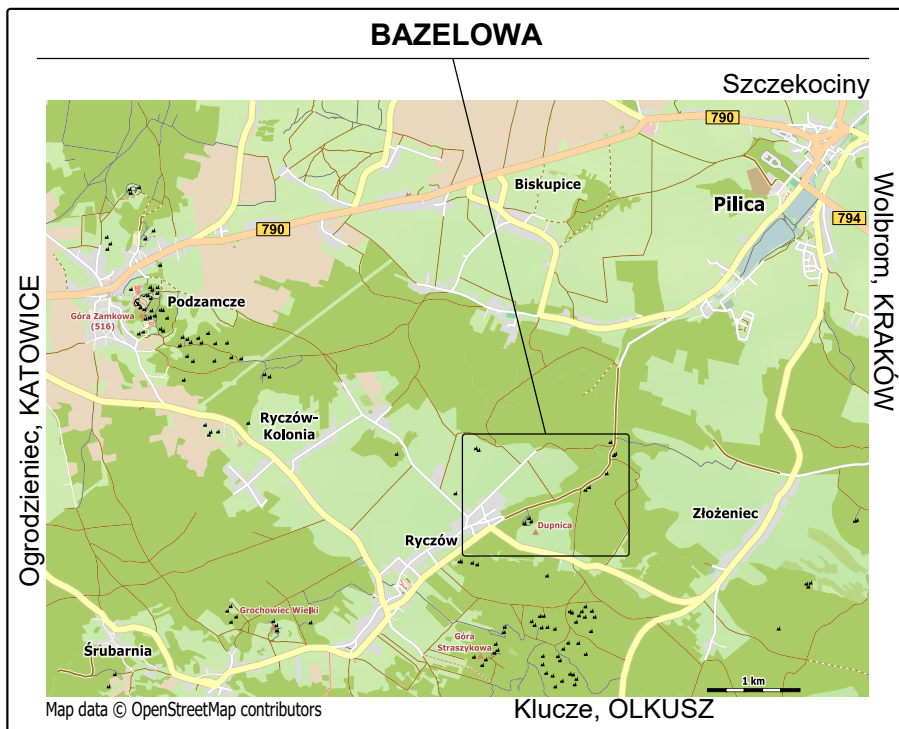 BAZELOWA
Szczekociny
790
Biskupice
Pilica
790
794
Wolbrom, KRAKÓW
Podzamcze
Góra Zamkowa
(516)
Ogrodzieniec, KATOWICE
Ryczów-
Kolonia
Złożeniec
Dupnica
Ryczów
Grochowiec Wielki
Góra
Straszykowa
Śrubarnia
1 km
Map data © OpenStreetMap contributors
Klucze, OLKUSZ